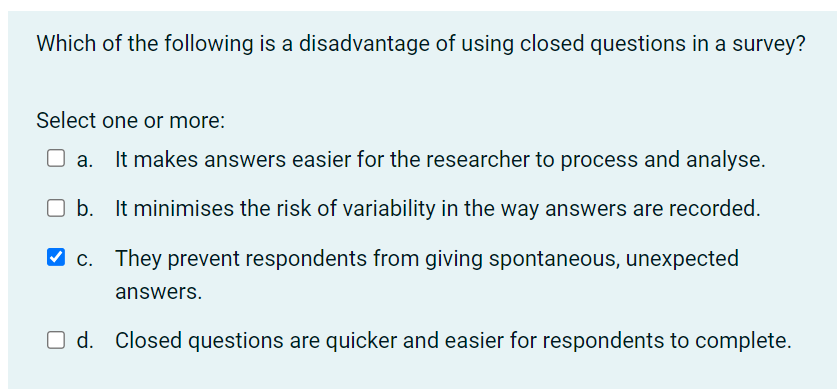 Which of the following is a disadvantage of using closed questions in a survey?
Select one or more:
a. It makes answers easier for the researcher to process and analyse.
b. It minimises the risk of variability in the way answers are recorded.
c. They prevent respondents from giving spontaneous, unexpected
answers.
d. Closed questions are quicker and easier for respondents to complete.